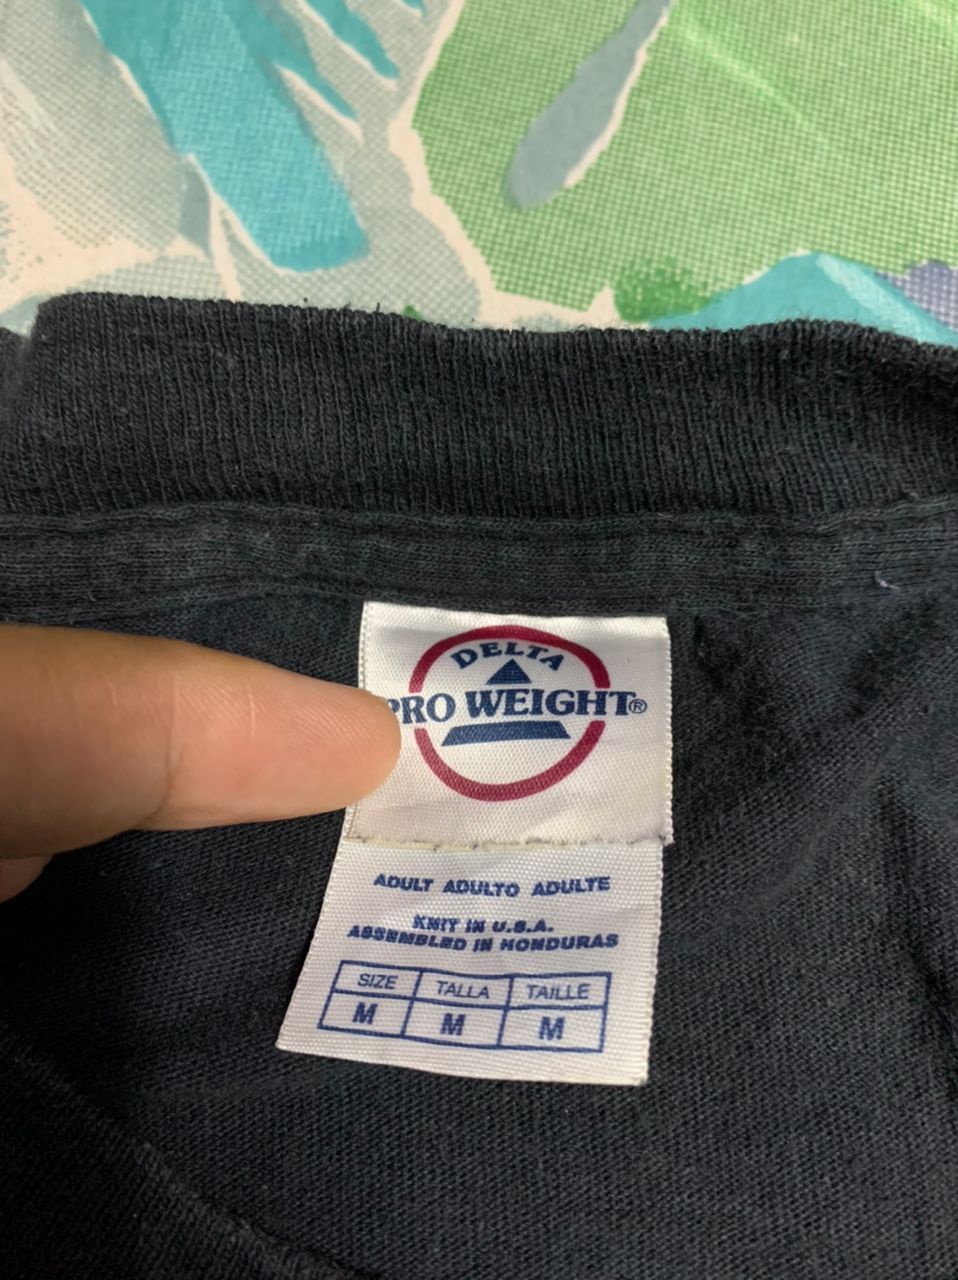 DELTA
PRO WEIGHT®
ADULT ADULTO ADULTE
KNIT IN U.S.A.
ASSEMBLED IN HONDURAS
SIZE TALLA TAILLE
M M M